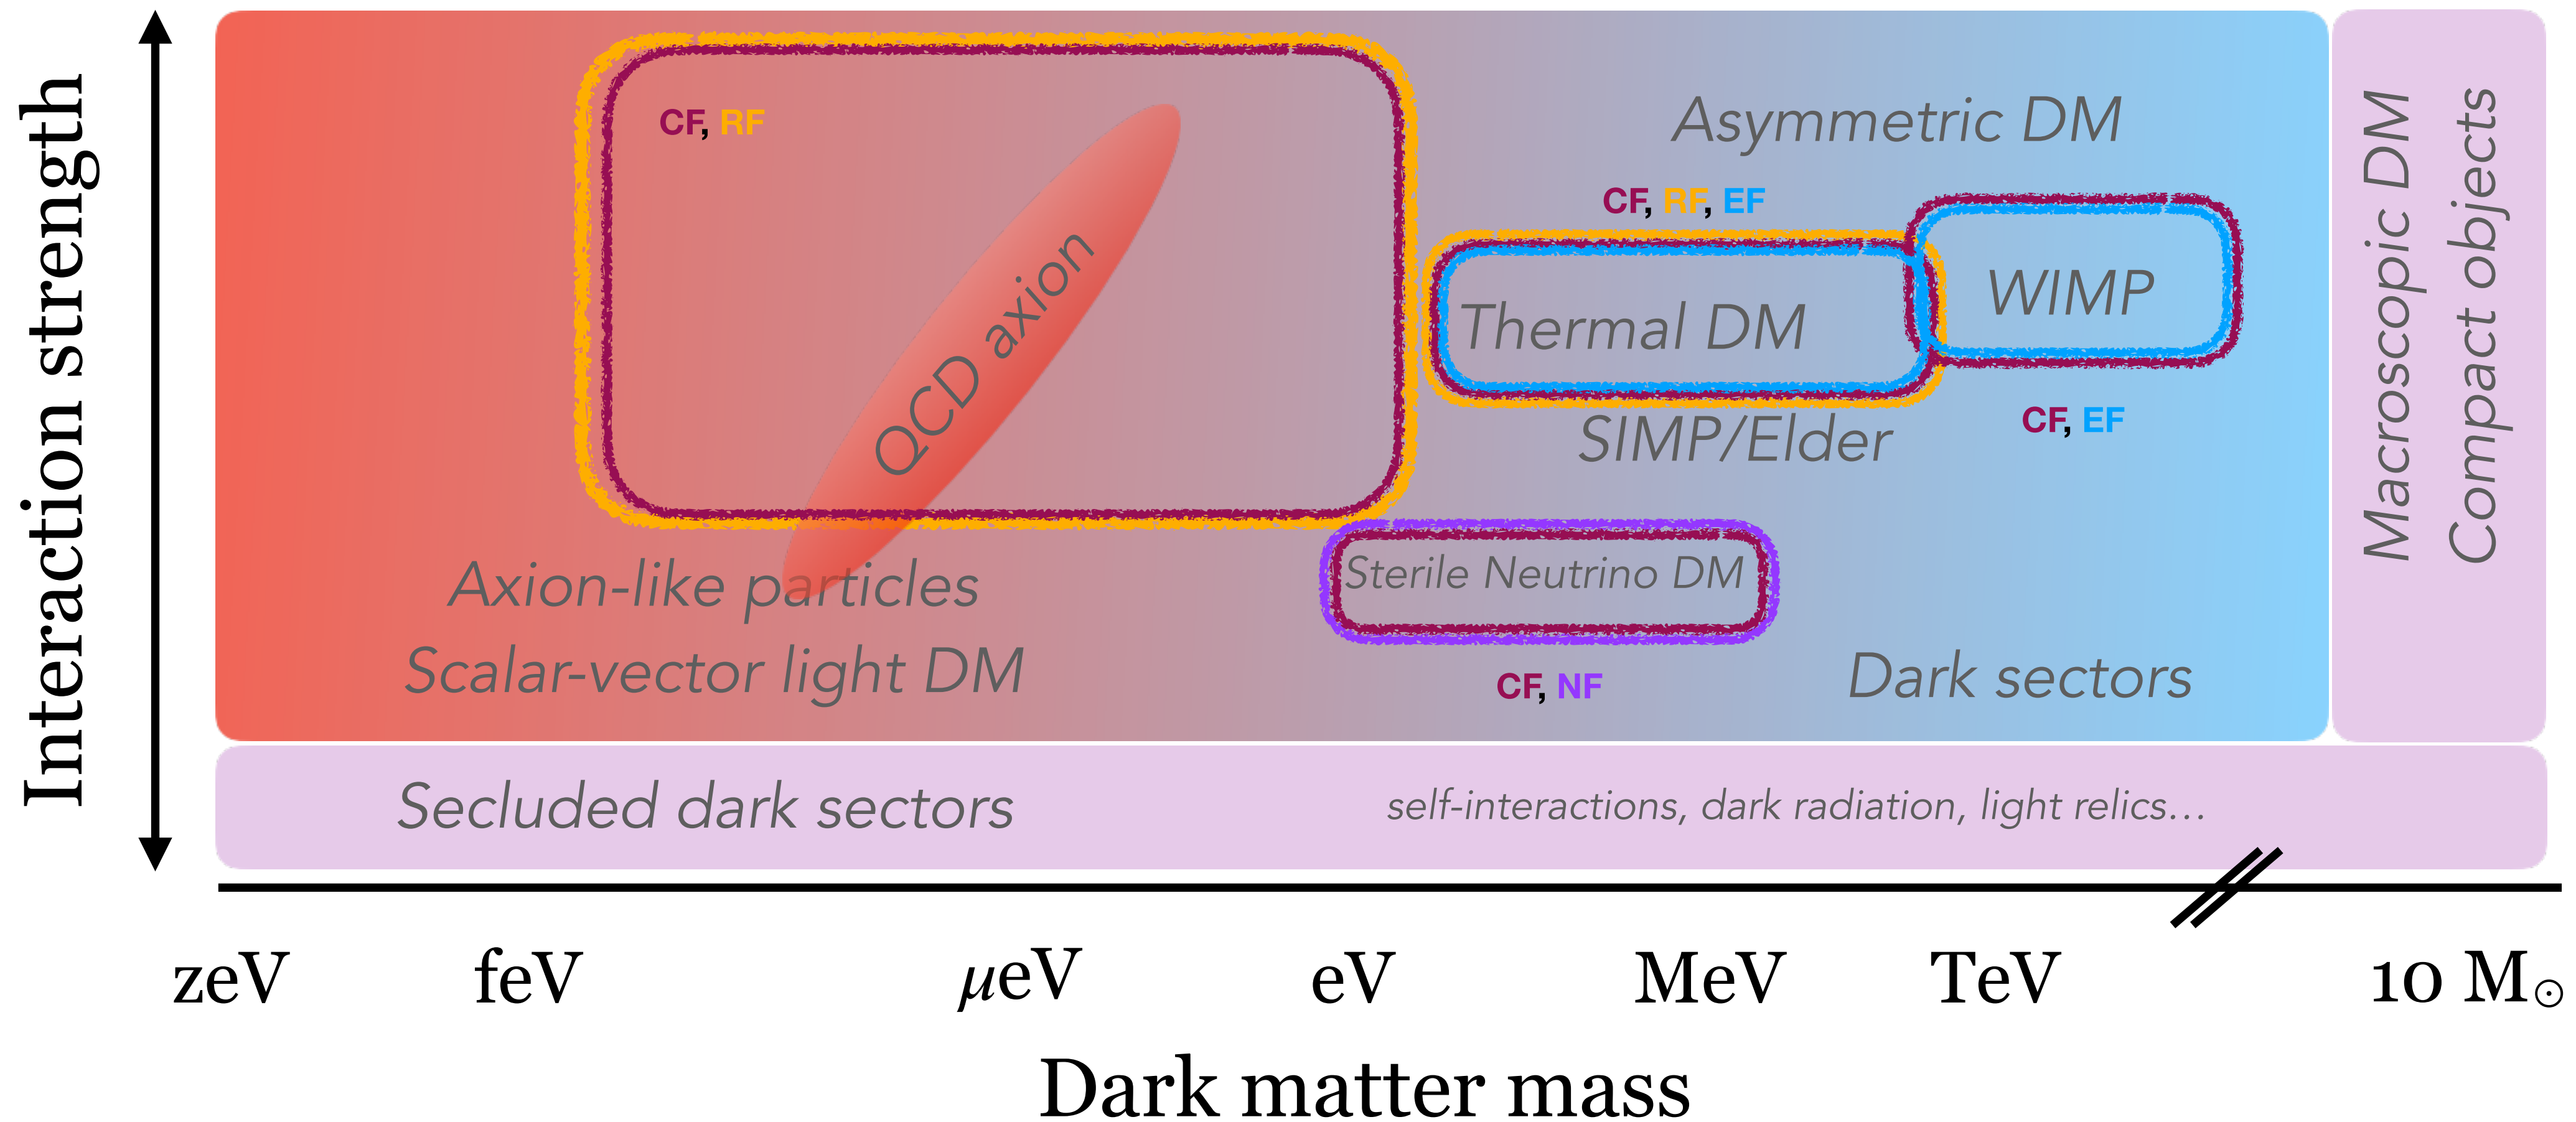 Interaction strength
CF, RF
QCD axion
Asymmetric DM
CF, RF, EF
Thermal DM
WIMP
CF, EF
SIMP/Elder
Sterile Neutrino DM
CF, NF
Axion-like particles
Scalar-vector light DM
Dark sectors
Macroscopic DM
Compact objects
Secluded dark sectors
self-interactions, dark radiation, light relics...
zeV feV μeV eV MeV TeV 10 M⊙
Dark matter mass